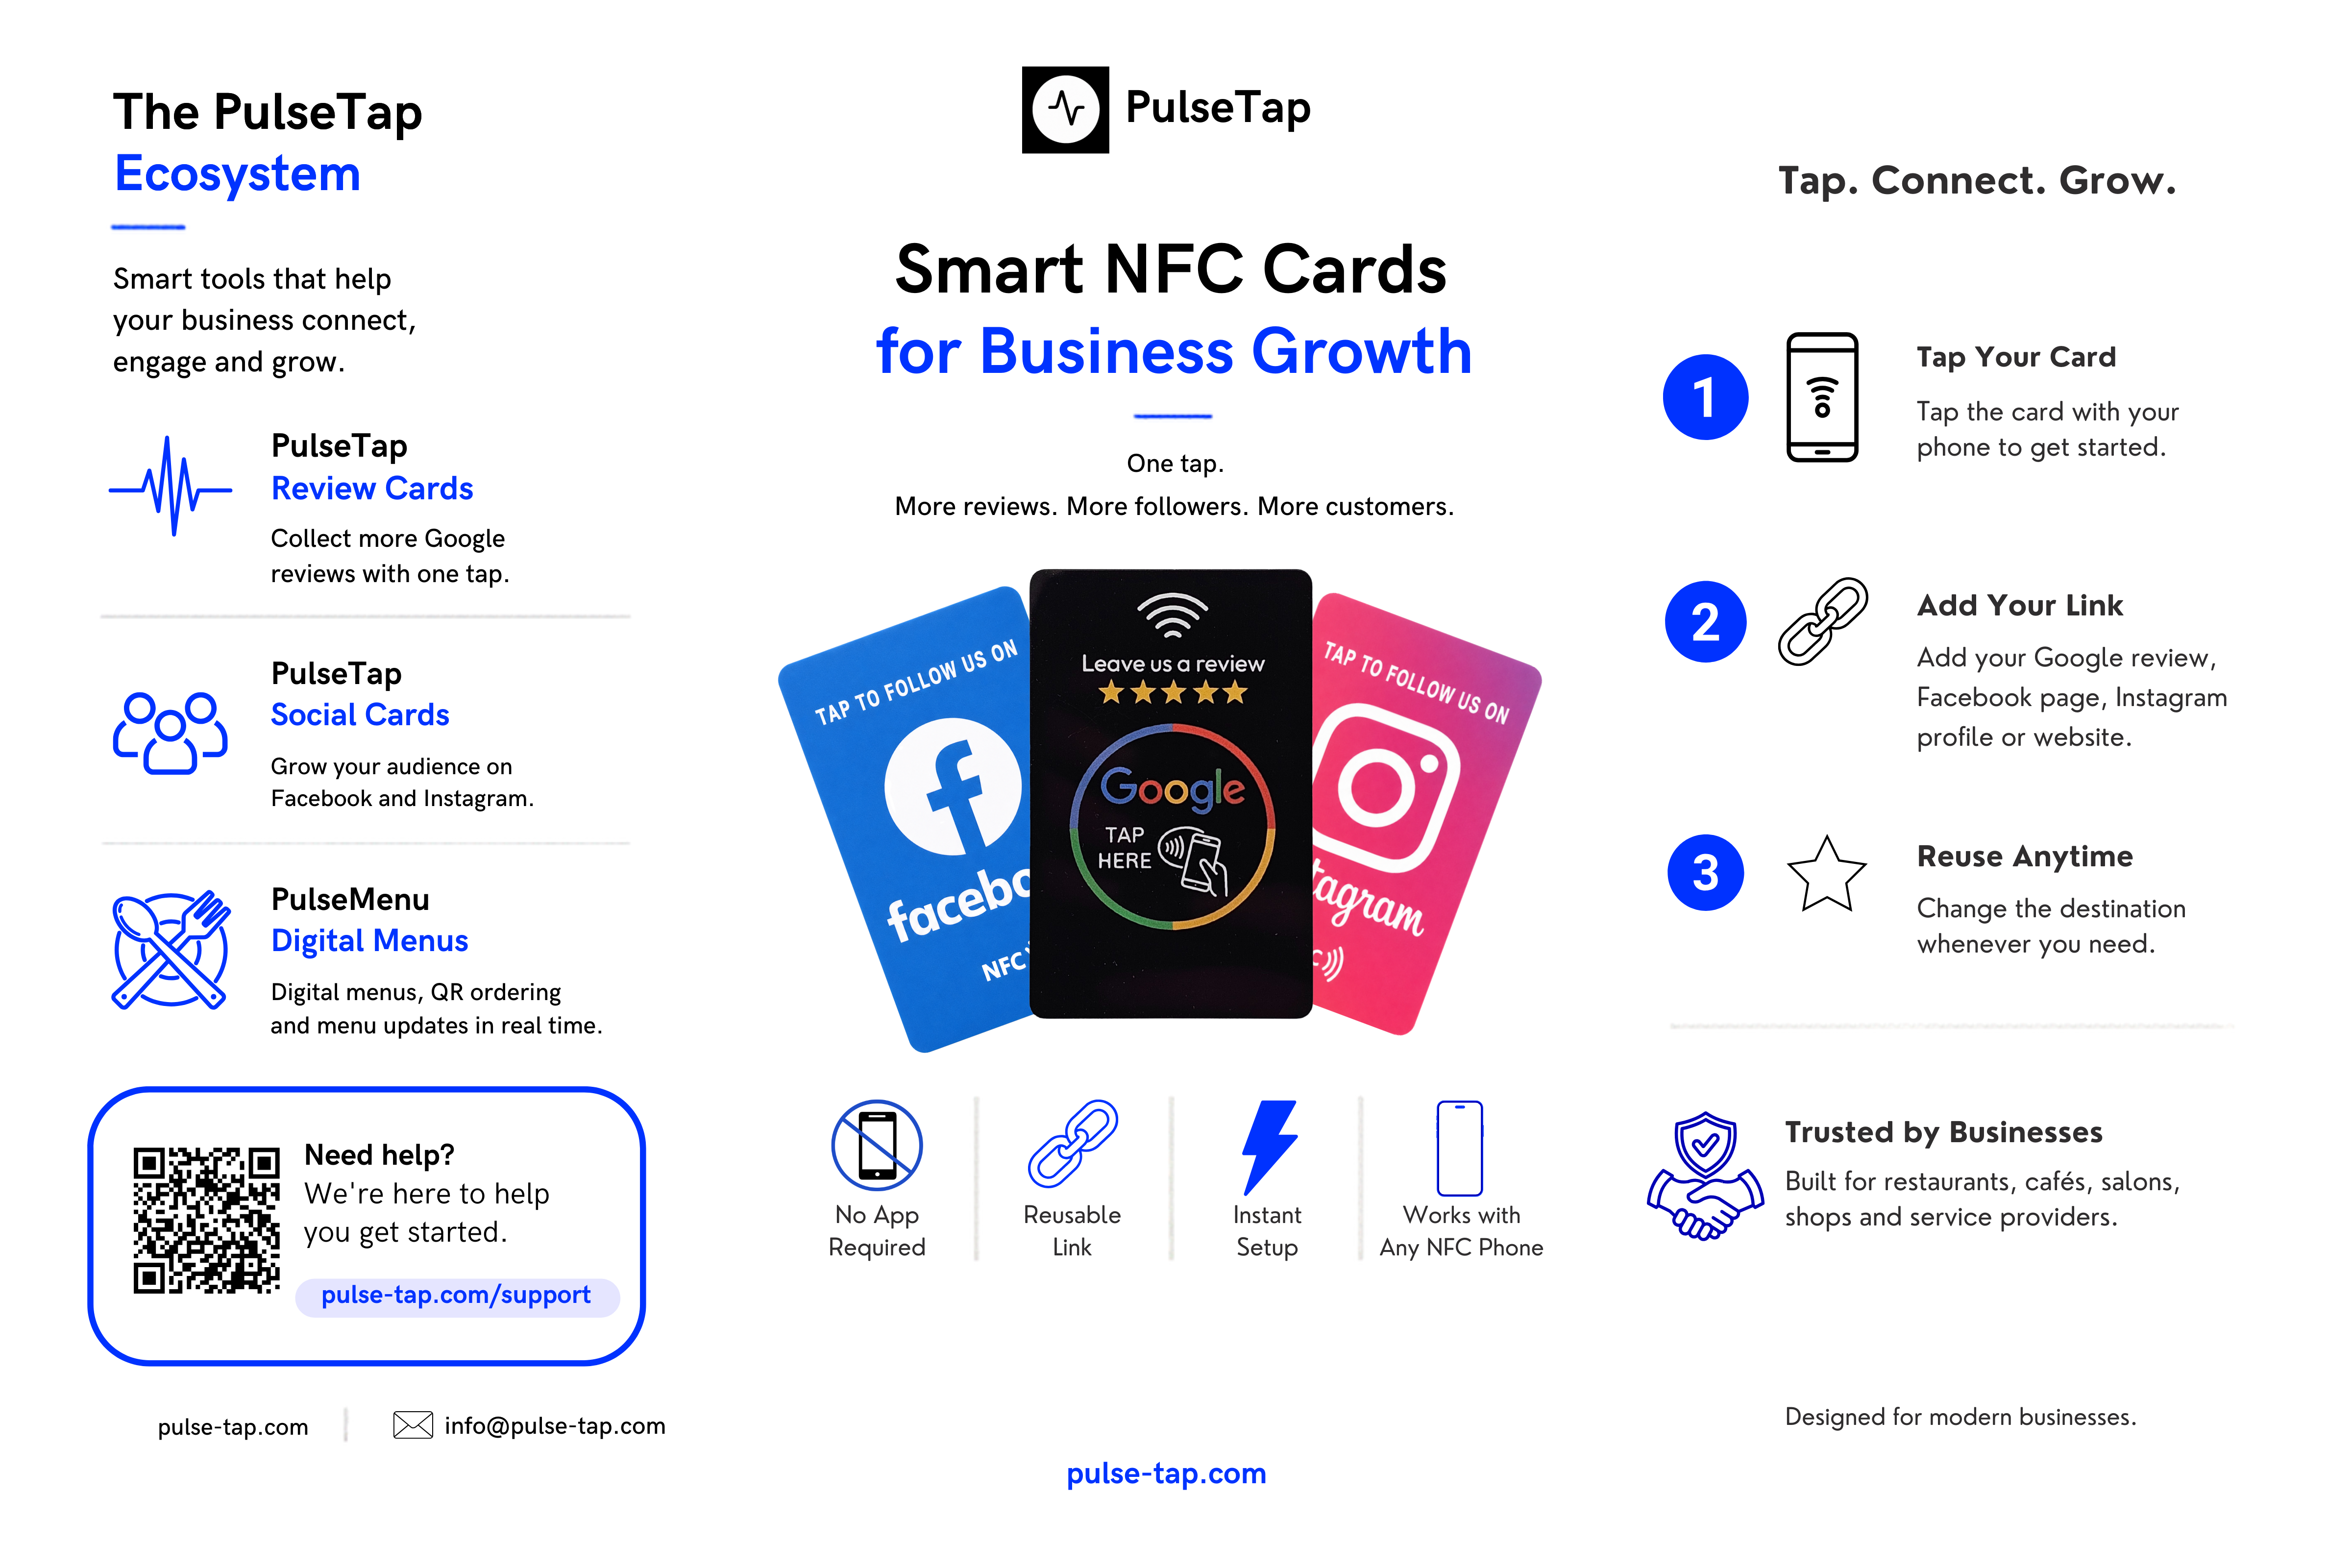 The PulseTap
Ecosystem
Smart tools that help
your business connect,
engage and grow.
PulseTap
Review Cards
Collect more Google
reviews with one tap.
PulseTap
Social Cards
Grow your audience on
Facebook and Instagram.
PulseMenu
Digital Menus
Digital menus, QR ordering
and menu updates in real time.
Need help?
We're here to help
you get started.
pulse-tap.com/support
pulse-tap.com
info@pulse-tap.com
PulseTap
Smart NFC Cards
for Business Growth
One tap.
More reviews. More followers. More customers.
TAP TO FOLLOW US ON
facebo
NFC
Leave us a review
Google
TAP
HERE
TAP TO FOLLOW US ON
tagram
C
No App
Required
Reusable
Link
Instant
Setup
Works with
Any NFC Phone
pulse-tap.com
Tap. Connect. Grow.
1
Tap Your Card
Tap the card with your
phone to get started.
2
Add Your Link
Add your Google review,
Facebook page, Instagram
profile or website.
3
Reuse Anytime
Change the destination
whenever you need.
Trusted by Businesses
Built for restaurants, cafés, salons,
shops and service providers.
Designed for modern businesses.